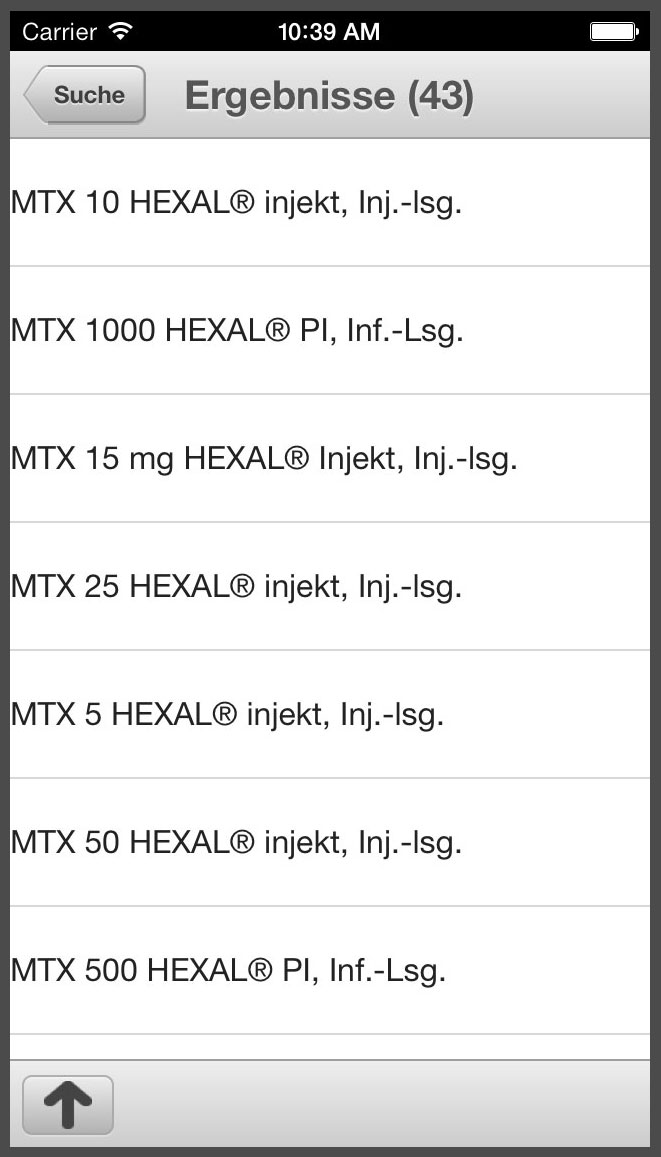 Carrier 10:39 AM
Suche Ergebnisse (43)
MTX 10 HEXAL® injekt, Inj.-lsg.
MTX 1000 HEXAL® PI, Inf.-Lsg.
MTX 15 mg HEXAL® Injekt, Inj.-lsg.
MTX 25 HEXAL® injekt, Inj.-lsg.
MTX 5 HEXAL® injekt, Inj.-lsg.
MTX 50 HEXAL® injekt, Inj.-lsg.
MTX 500 HEXAL® PI, Inf.-Lsg.